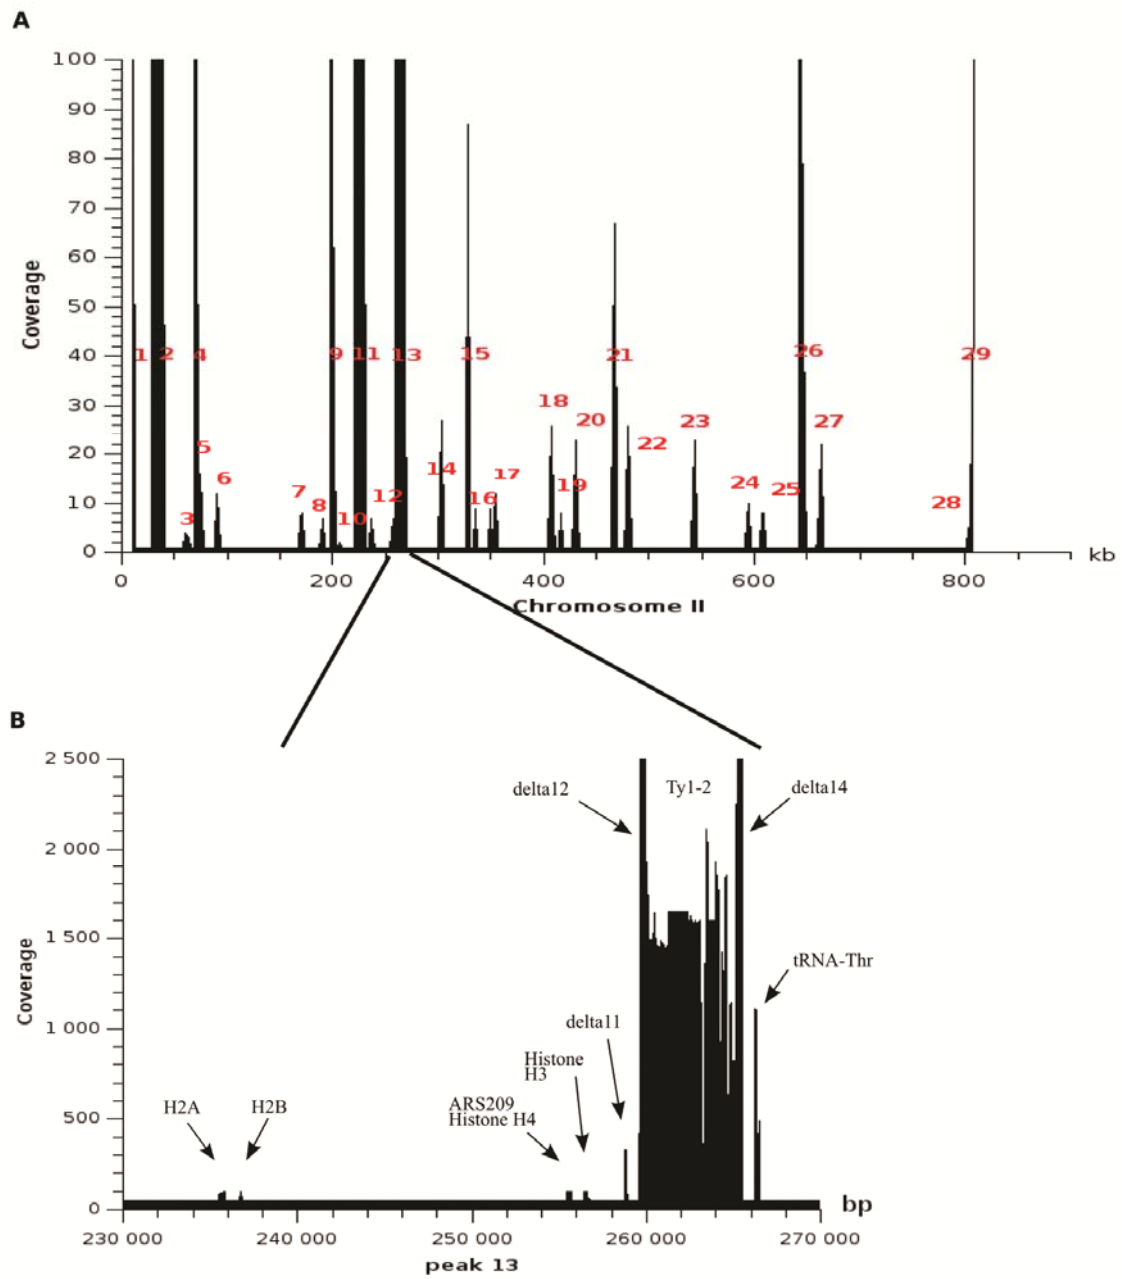 A
100
90
80
70
60
50
40
30
20
10
0
Coverage
1 2 4 9 11 13 15 21 26 29
18 20 23 27
5 6 14 17 22
7 8 12 16 19 24 25 28
3 10
0 200 400 600 800 kb
Chromosome II
B
2 500
2 000
1 500
1 000
500
0
Coverage
delta12 Ty1-2 delta14
tRNA-Thr
delta11
Histone
H3
ARS209
Histone H4
H2A H2B
bp
230 000 240 000 250 000 260 000 270 000
peak 13